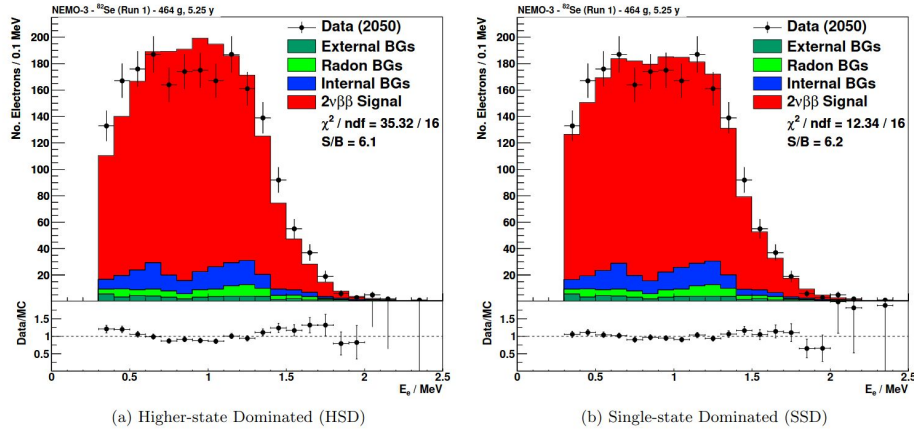 NEMO-3 - ⁸²Se (Run 1) - 464 g, 5.25 y
No. Electrons / 0.1 MeV
200
180
160
140
120
100
80
60
40
20
Data (2050)
External BGs
Radon BGs
Internal BGs
2νββ Signal
χ² / ndf = 35.32 / 16
S/B = 6.1
Data/MC
1.5
1
0.5
0 0.5 1 1.5 2 2.5
Eₑ / MeV
(a) Higher-state Dominated (HSD)
NEMO-3 - ⁸²Se (Run 1) - 464 g, 5.25 y
No. Electrons / 0.1 MeV
200
180
160
140
120
100
80
60
40
20
Data (2050)
External BGs
Radon BGs
Internal BGs
2νββ Signal
χ² / ndf = 12.34 / 16
S/B = 6.2
Data/MC
1.5
1
0.5
0 0.5 1 1.5 2 2.5
Eₑ / MeV
(b) Single-state Dominated (SSD)